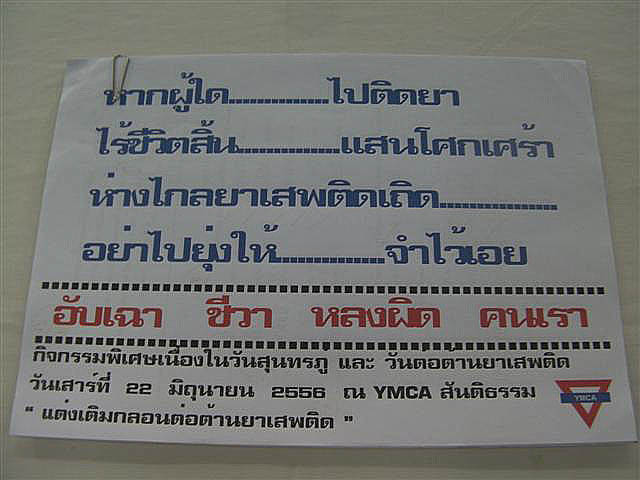 หากผู้ใด................ไปติดยา
ไร้ชีวิตสิ้น................แสนโศกเศร้า
ห่างไกลยาเสพติดเถิด................
อย่าไปยุ่งให้................จำไว้เอย
อับเฉา ชีวา หลงผิด คนเรา
กิจกรรมพิเศษเนื่องในวันสุนทรภู่ และ วันต่อต้านยาเสพติด
วันเสาร์ที่ 22 มิถุนายน 2556 ณ YMCA สันติธรรม
“ แต่งเติมกลอนต่อต้านยาเสพติด ”
YMCA